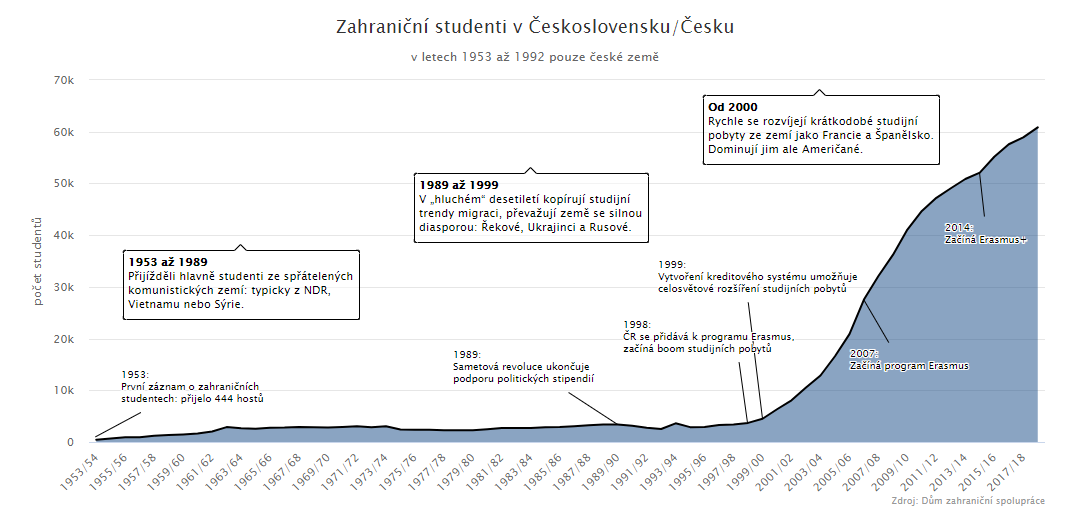 Zahraniční studenti v Československu/Česku
v letech 1953 až 1992 pouze české země
počet studentů
70k
60k
50k
40k
30k
20k
10k
0
1953 až 1989
Přijížděli hlavně studenti ze spřátelených
komunistických zemí: typicky z NDR,
Vietnamu nebo Sýrie.
1989 až 1999
V „hluchém“ desetiletí kopírují studijní
trendy migraci, převažují země se silnou
diasporou: Řekové, Ukrajinci a Rusové.
Od 2000
Rychle se rozvíjejí krátkodobé studijní
pobyty ze zemí jako Francie a Španělsko.
Dominují jim ale Američané.
1953:
První záznam o zahraničních
studentech: přijelo 444 hostů
1989:
Sametová revoluce ukončuje
podporu politických stipendií
1998:
ČR se přidává k programu Erasmus,
začíná boom studijních pobytů
1999:
Vytvoření kreditového systému umožňuje
celosvětové rozšíření studijních pobytů
2007:
Začíná program Erasmus
2014:
Začíná Erasmus+
1953/54
1955/56
1957/58
1959/60
1961/62
1963/64
1965/66
1967/68
1969/70
1971/72
1973/74
1975/76
1977/78
1979/80
1981/82
1983/84
1985/86
1987/88
1989/90
1991/92
1993/94
1995/96
1997/98
1999/00
2001/02
2003/04
2005/06
2007/08
2009/10
2011/12
2013/14
2015/16
2017/18
Zdroj: Dům zahraniční spolupráce